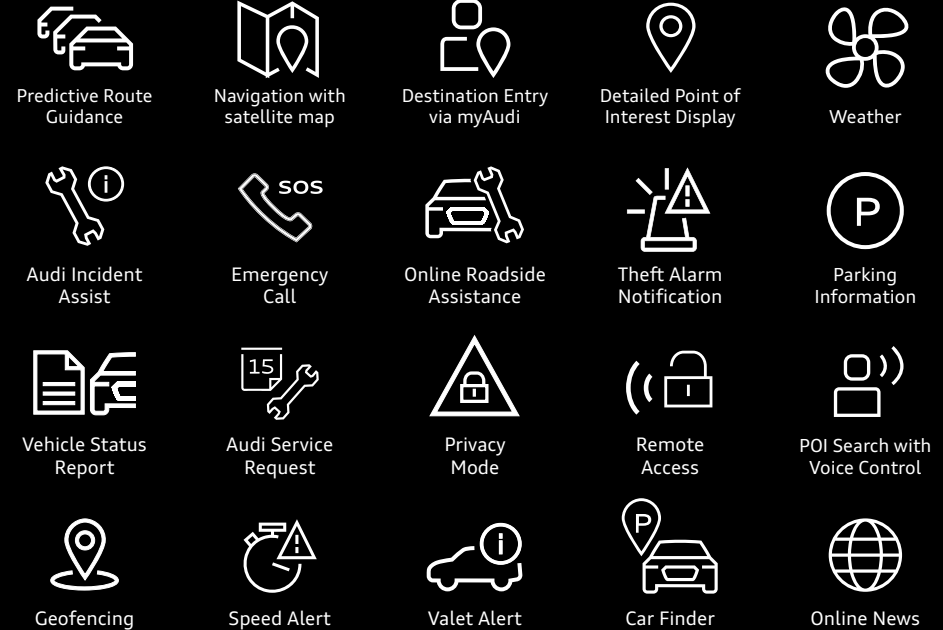 Predictive Route
Guidance
Navigation with
satellite map
Destination Entry
via myAudi
Detailed Point of
Interest Display
Weather
i
Audi Incident
Assist
SOS
Emergency
Call
Online Roadside
Assistance
!
Theft Alarm
Notification
P
Parking
Information
Vehicle Status
Report
15
Audi Service
Request
Privacy
Mode
Remote
Access
POI Search with
Voice Control
Geofencing
!
Speed Alert
i
Valet Alert
P
Car Finder
Online News